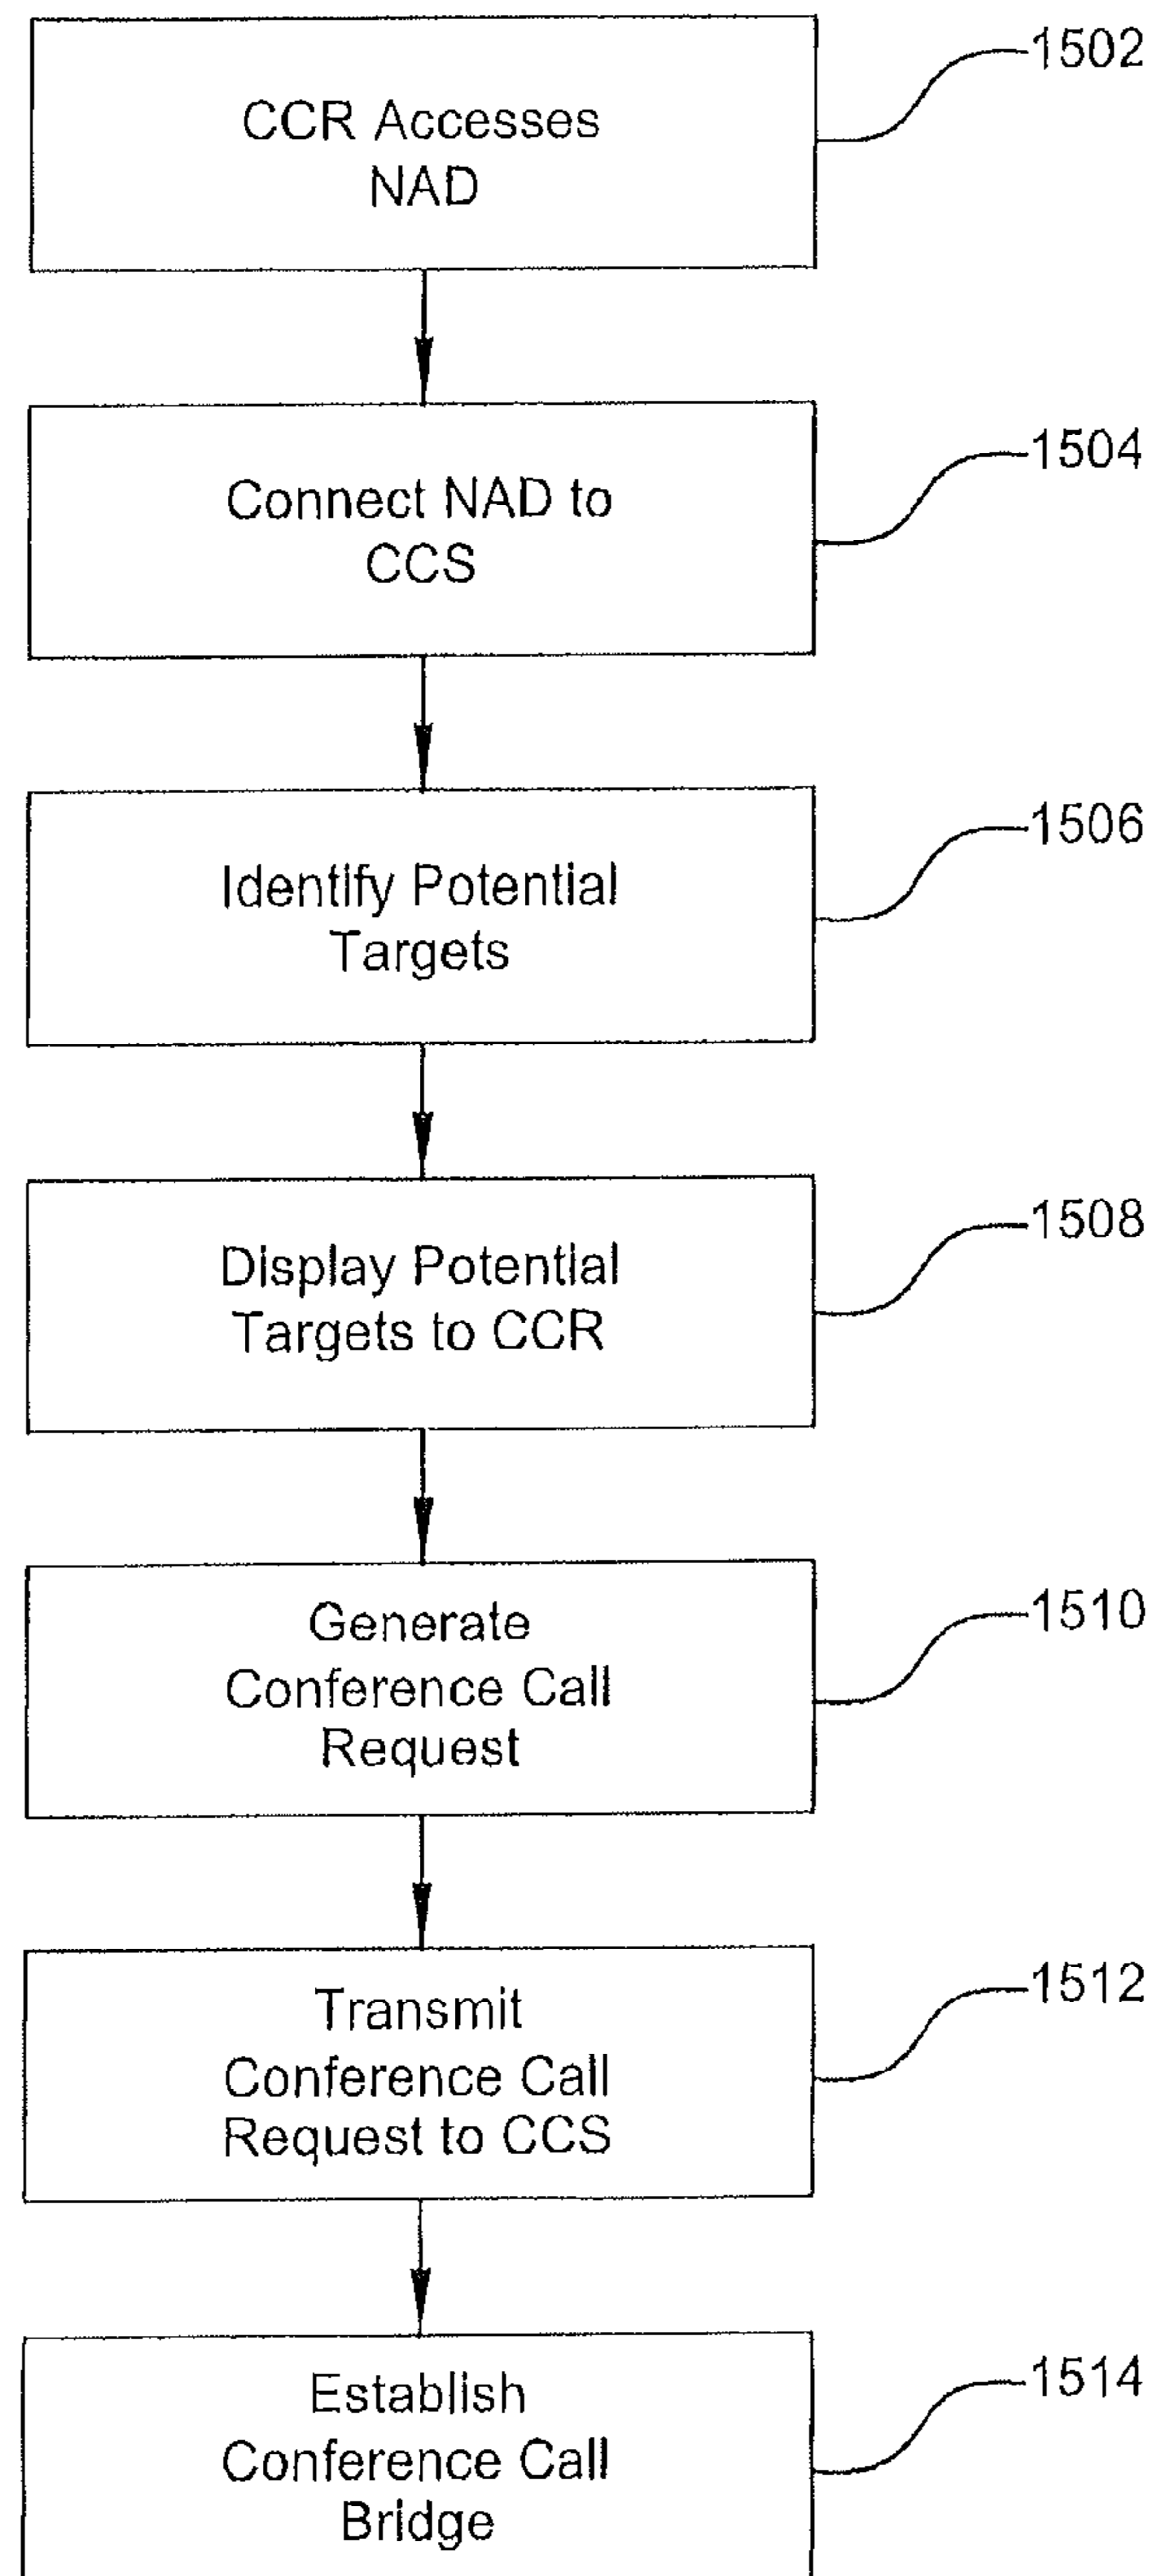 1502
CCR Accesses
NAD
1504
Connect NAD to
CCS
1506
Identify Potential
Targets
1508
Display Potential
Targets to CCR
1510
Generate
Conference Call
Request
1512
Transmit
Conference Call
Request to CCS
1514
Establish
Conference Call
Bridge